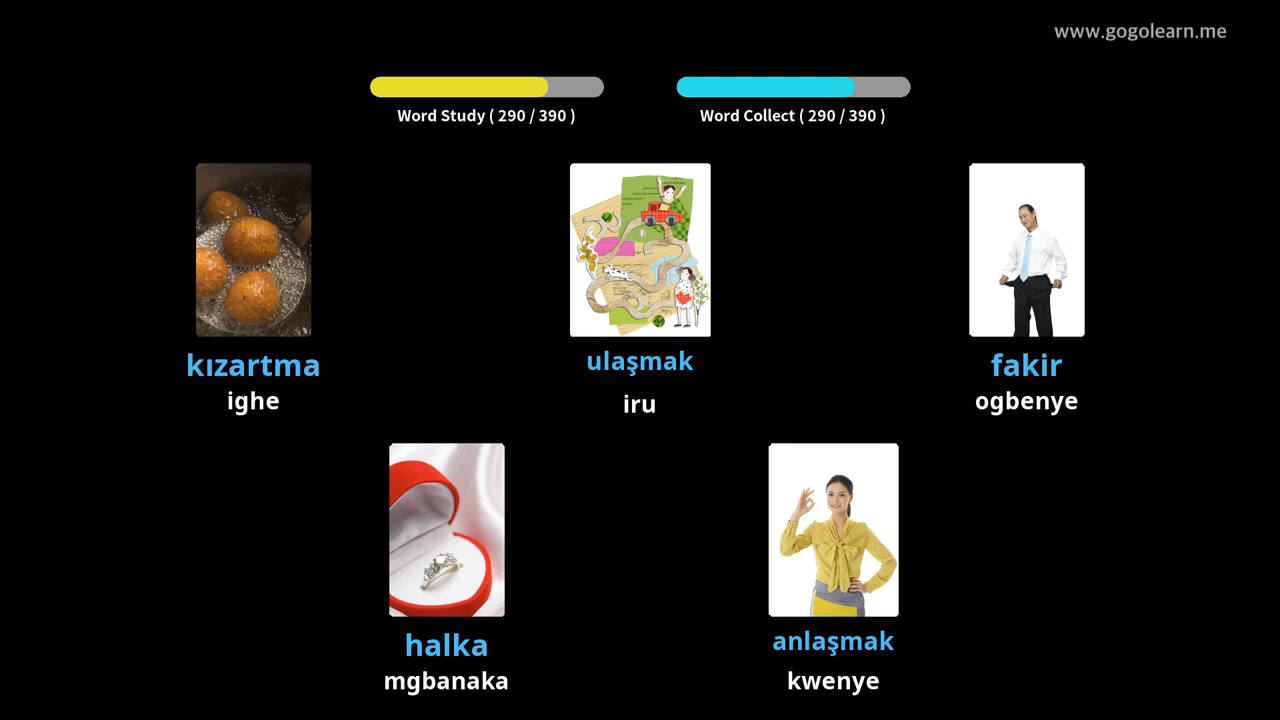 www.gogolearn.me
Word Study ( 290 / 390 )
Word Collect ( 290 / 390 )
kızartma
ighe
ulaşmak
iru
fakir
ogbenye
halka
mgbanaka
anlaşmak
kwenye